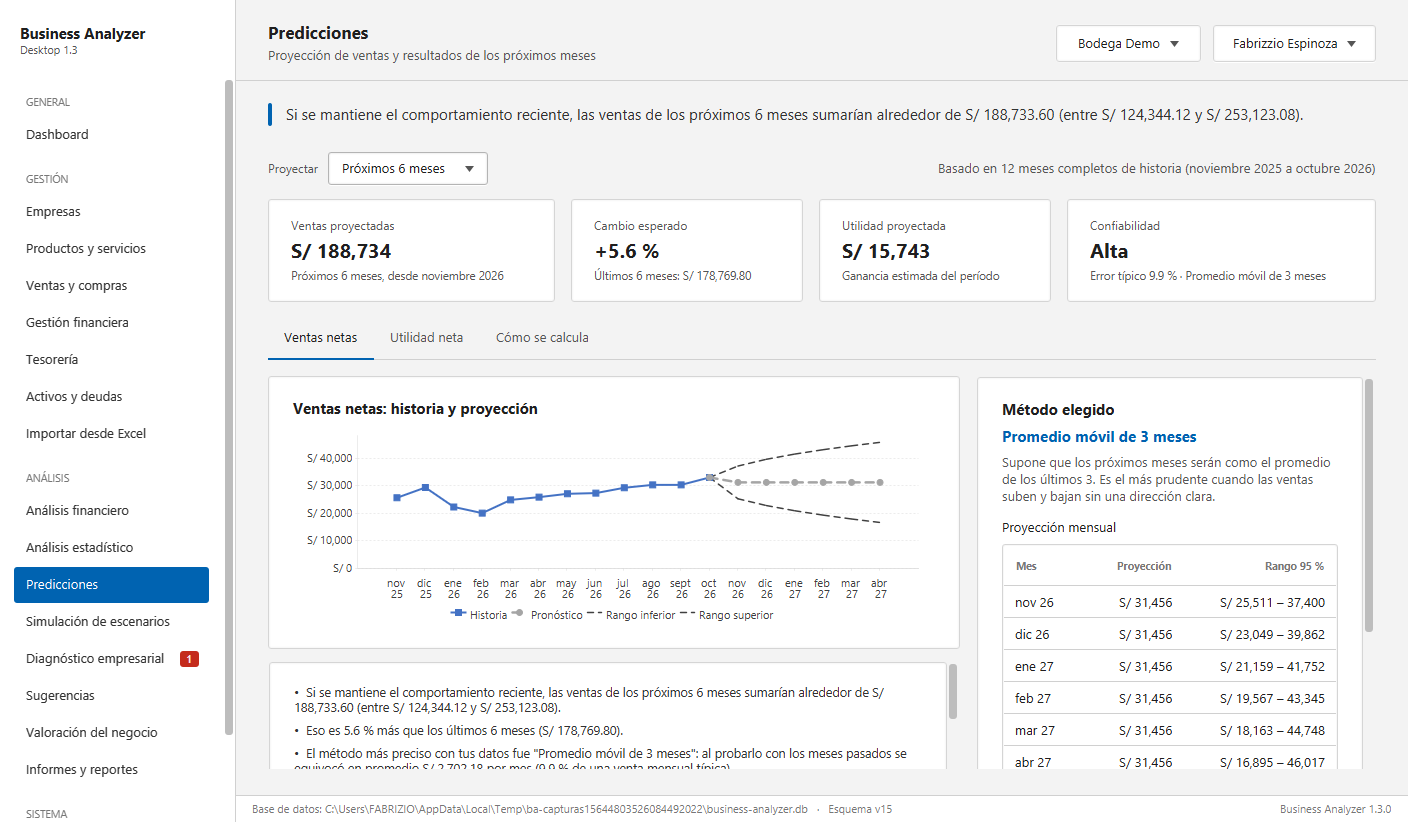 Business Analyzer
Desktop 1.3
GENERAL
Dashboard
GESTIÓN
Empresas
Productos y servicios
Ventas y compras
Gestión financiera
Tesorería
Activos y deudas
Importar desde Excel
ANÁLISIS
Análisis financiero
Análisis estadístico
Predicciones
Simulación de escenarios
Diagnóstico empresarial 1
Sugerencias
Valoración del negocio
Informes y reportes
SISTEMA
Predicciones
Proyección de ventas y resultados de los próximos meses
Bodega Demo
Fabrizzio Espinoza
Si se mantiene el comportamiento reciente, las ventas de los próximos 6 meses sumarían alrededor de S/ 188,733.60 (entre S/ 124,344.12 y S/ 253,123.08).
Proyectar Próximos 6 meses
Basado en 12 meses completos de historia (noviembre 2025 a octubre 2026)
Ventas proyectadas
S/ 188,734
Próximos 6 meses, desde noviembre 2026
Cambio esperado
+5.6 %
Últimos 6 meses: S/ 178,769.80
Utilidad proyectada
S/ 15,743
Ganancia estimada del período
Confiabilidad
Alta
Error típico 9.9 % · Promedio móvil de 3 meses
Ventas netas
Utilidad neta
Cómo se calcula
Ventas netas: historia y proyección
S/ 40,000
S/ 30,000
S/ 20,000
S/ 10,000
S/ 0
nov dic ene feb mar abr may jun jul ago sept oct nov dic ene feb mar abr
25 25 26 26 26 26 26 26 26 26 26 26 26 26 27 27 27 27
Historia Pronóstico Rango inferior Rango superior
• Si se mantiene el comportamiento reciente, las ventas de los próximos 6 meses sumarían alrededor de S/
188,733.60 (entre S/ 124,344.12 y S/ 253,123.08).
• Eso es 5.6 % más que los últimos 6 meses (S/ 178,769.80).
• El método más preciso con tus datos fue "Promedio móvil de 3 meses": al probarlo con los meses pasados se
equivocó en promedio S/ 2,702.18 por mes (9.9 % de una venta mensual típica).
Método elegido
Promedio móvil de 3 meses
Supone que los próximos meses serán como el promedio
de los últimos 3. Es el más prudente cuando las ventas
suben y bajan sin una dirección clara.
Proyección mensual
Mes Proyección Rango 95 %
nov 26 S/ 31,456 S/ 25,511 – 37,400
dic 26 S/ 31,456 S/ 23,049 – 39,862
ene 27 S/ 31,456 S/ 21,159 – 41,752
feb 27 S/ 31,456 S/ 19,567 – 43,345
mar 27 S/ 31,456 S/ 18,163 – 44,748
abr 27 S/ 31,456 S/ 16,895 – 46,017
Base de datos: C:\Users\FABRIZIO\AppData\Local\Temp\ba-capturas15644803526084492022\business-analyzer.db · Esquema v15
Business Analyzer 1.3.0